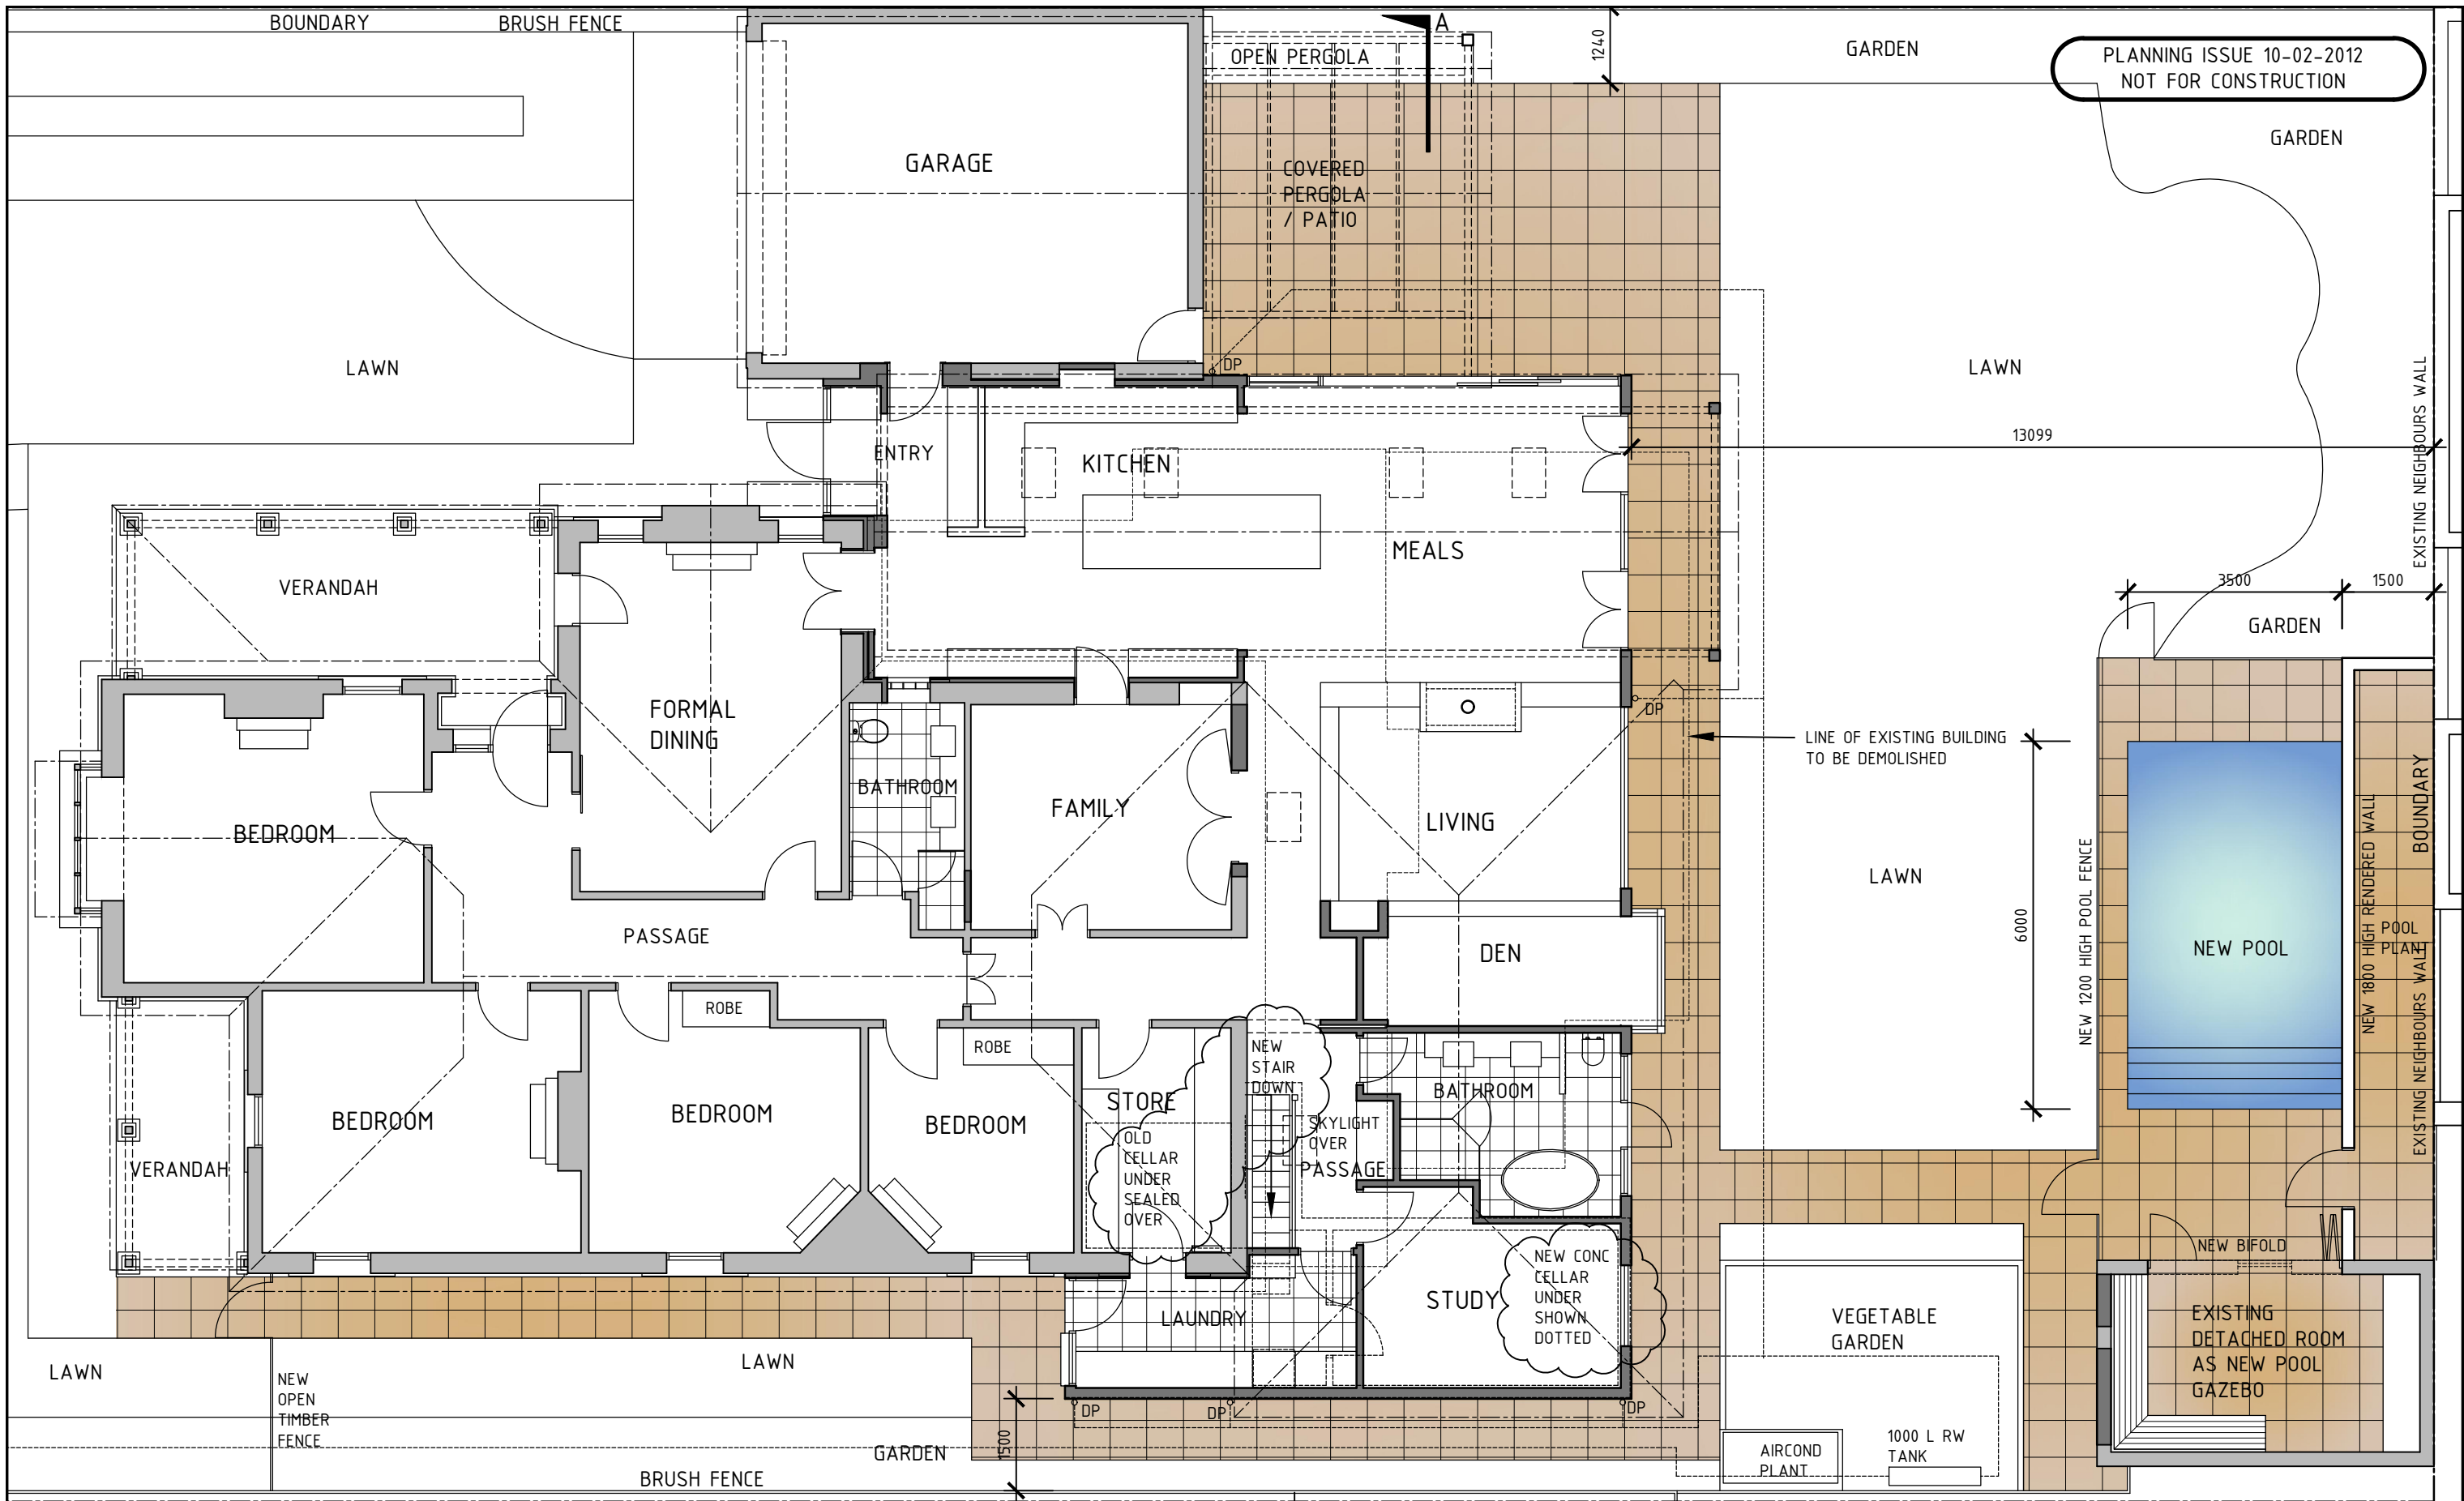 BOUNDARY
BRUSH FENCE
A
OPEN PERGOLA
1240
GARDEN
PLANNING ISSUE 10-02-2012
NOT FOR CONSTRUCTION
GARDEN
GARAGE
COVERED
PERGOLA
/ PATIO
LAWN
DP
LAWN
EXISTING NEIGHBOURS WALL
13099
ENTRY
KITCHEN
MEALS
VERANDAH
3500
1500
GARDEN
FORMAL
DINING
DP
LINE OF EXISTING BUILDING
TO BE DEMOLISHED
BATHROOM
FAMILY
LIVING
BEDROOM
BOUNDARY
NEW 1800 HIGH RENDERED WALL
NEW 1200 HIGH POOL FENCE
LAWN
6000
PASSAGE
DEN
NEW POOL
POOL
PLANT
EXISTING NEIGHBOURS WALL
ROBE
ROBE
NEW
STAIR
DOWN
BATHROOM
STORE
BEDROOM
BEDROOM
BEDROOM
SKYLIGHT
OVER
OLD
CELLAR
UNDER
SEALED
OVER
PASSAGE
VERANDAH
NEW BIFOLD
NEW CONC
CELLAR
UNDER
SHOWN
DOTTED
STUDY
LAUNDRY
VEGETABLE
GARDEN
EXISTING
DETACHED ROOM
AS NEW POOL
GAZEBO
LAWN
LAWN
NEW
OPEN
TIMBER
FENCE
DP
DP
DP
1500
GARDEN
AIRCOND
PLANT
1000 L RW
TANK
BRUSH FENCE